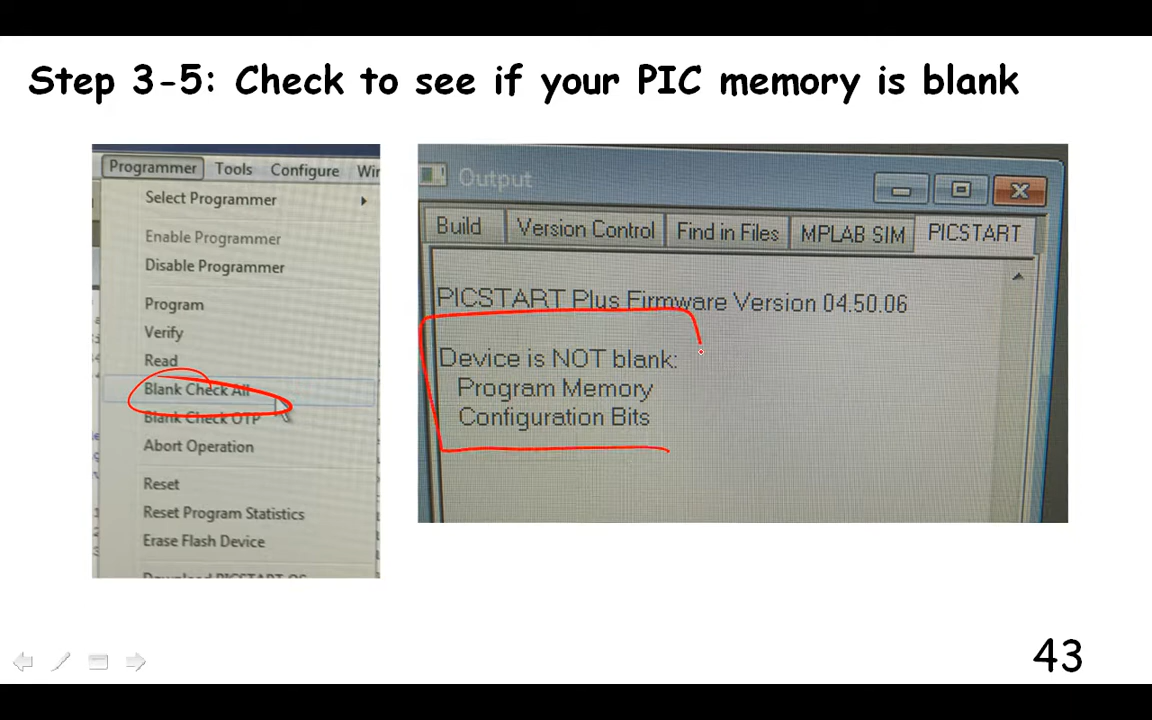 Step 3-5: Check to see if your PIC memory is blank
Programmer Tools Configure
Select Programmer
Enable Programmer
Disable Programmer
Program
Verify
Read
Blank Check All
Blank Check OTP
Abort Operation
Reset
Reset Program Statistics
Erase Flash Device
Output
Build Version Control Find in Files MPLAB SIM PICSTART
PICSTART Plus Firmware Version 04.50.06
Device is NOT blank:
Program Memory
Configuration Bits
43